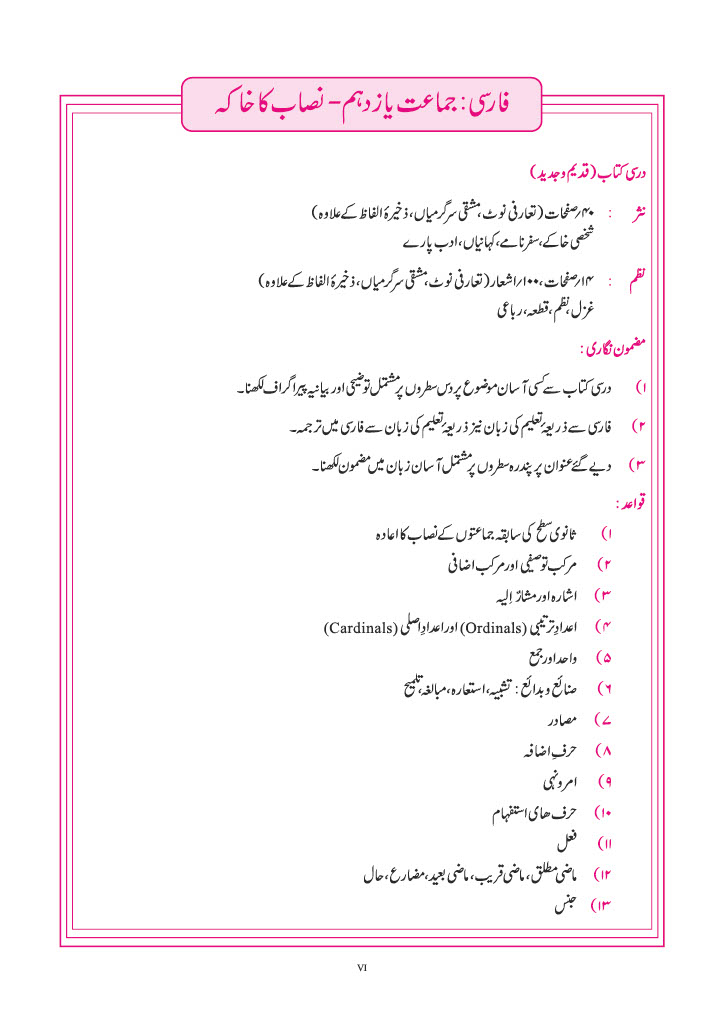 فارسی : جماعت یازدہم – نصاب کا خاکہ
درسی کتاب (قدیم و جدید)
نثر : ۴۰؍صفحات (تعارفی نوٹ، مشقی سرگرمیاں، ذخیرۂ الفاظ کے علاوہ)
شخصی خاکے، سفرنامے، کہانیاں، ادب پارے
نظم : ۱۴؍صفحات، ۱۰۰؍اشعار (تعارفی نوٹ، مشقی سرگرمیاں، ذخیرۂ الفاظ کے علاوہ)
غزل، نظم، قطعہ، رباعی
مضمون نگاری :
۱) درسی کتاب سے کسی آسان موضوع پر دس سطروں پر مشتمل توضیحی اور بیانیہ پیراگراف لکھنا۔
۲) فارسی سے ذریعۂ تعلیم کی زبان نیز ذریعۂ تعلیم کی زبان سے فارسی میں ترجمہ۔
۳) دیے گئے عنوان پر پندرہ سطروں پر مشتمل آسان زبان میں مضمون لکھنا۔
قواعد :
۱) ثانوی سطح کی سابقہ جماعتوں کے نصاب کا اعادہ
۲) مرکب توصیفی اور مرکب اضافی
۳) اشارہ اور مشارٌ اِلیہ
۴) اعدادِ ترتیبی (Ordinals) اور اعدادِ اصلی (Cardinals)
۵) واحد اور جمع
۶) صنائع و بدائع : تشبیہ، استعارہ، مبالغہ، تلمیح
۷) مصادر
۸) حرفِ اضافہ
۹) امر و نہی
۱۰) حرف های استفہام
۱۱) فعل
۱۲) ماضی مطلق، ماضی قریب، ماضی بعید، مضارع، حال
۱۳) جنس
VI